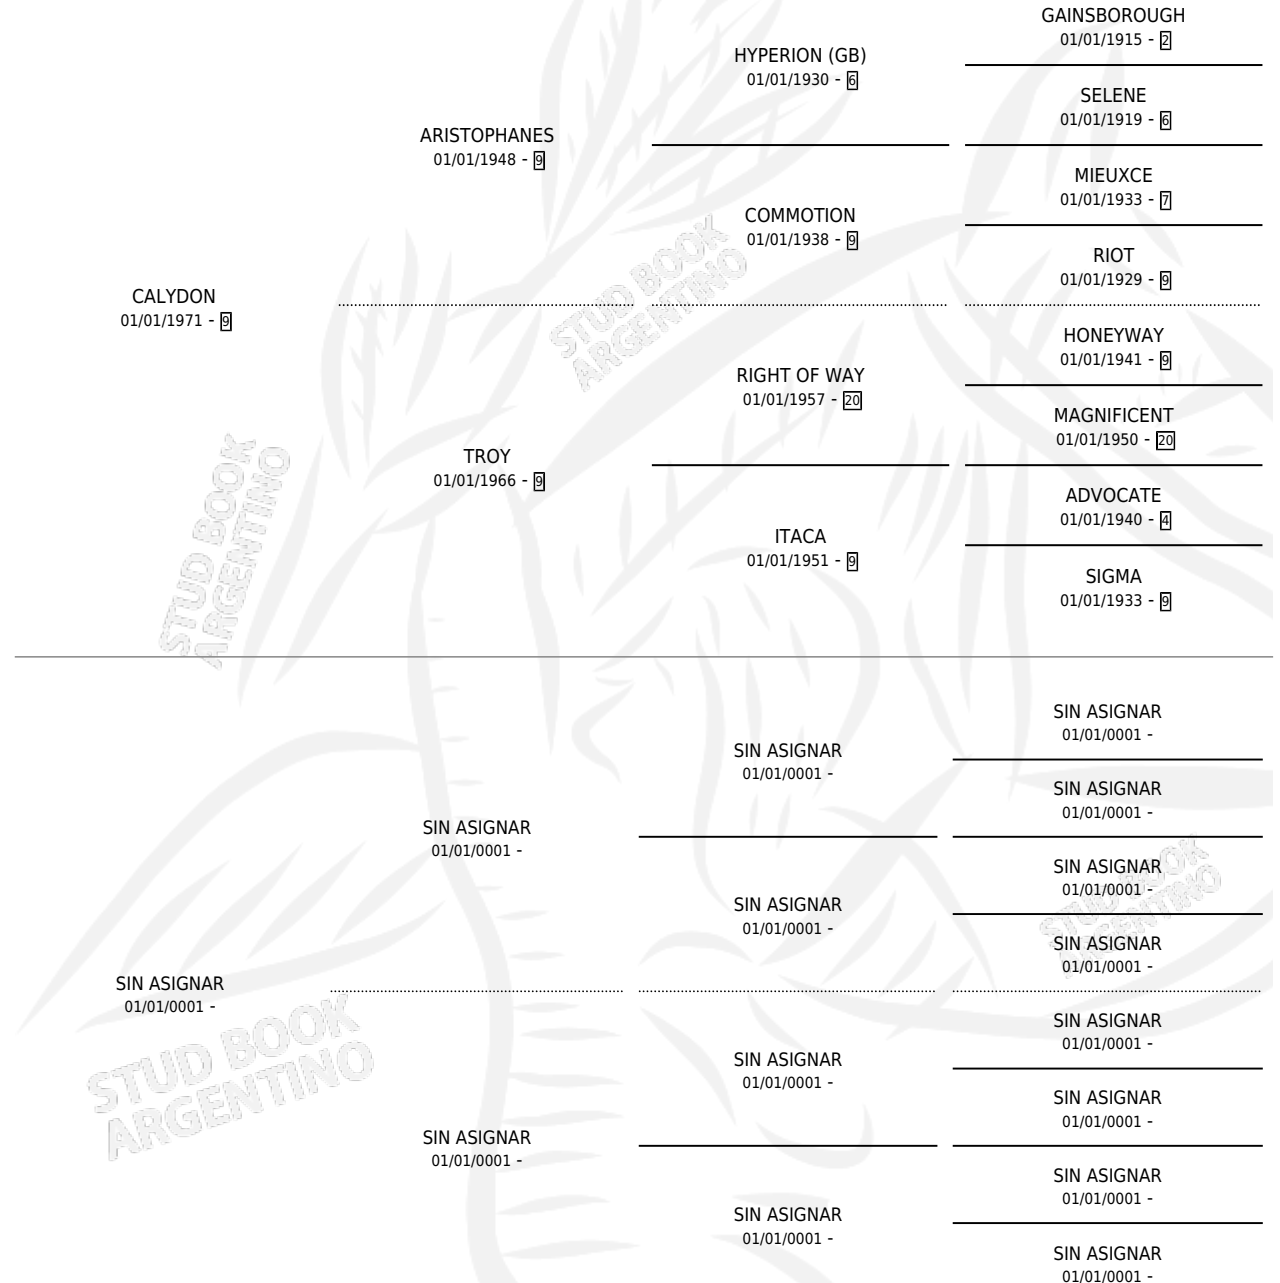 GAINSBOROUGH
01/01/1915 - 2
HYPERION (GB)
01/01/1930 - 6
SELENE
01/01/1919 - 6
ARISTOPHANES
01/01/1948 - 9
MIEUXCE
01/01/1933 - 7
COMMOTION
01/01/1938 - 9
RIOT
01/01/1929 - 9
CALYDON
01/01/1971 - 9
HONEYWAY
01/01/1941 - 9
RIGHT OF WAY
01/01/1957 - 20
MAGNIFICENT
01/01/1950 - 20
TROY
01/01/1966 - 9
ADVOCATE
01/01/1940 - 4
ITACA
01/01/1951 - 9
SIGMA
01/01/1933 - 9
STUD BOOK
ARGENTINO
STUD BOOK
ARGENTINO
SIN ASIGNAR
01/01/0001 -
SIN ASIGNAR
01/01/0001 -
SIN ASIGNAR
01/01/0001 -
SIN ASIGNAR
01/01/0001 -
SIN ASIGNAR
01/01/0001 -
SIN ASIGNAR
01/01/0001 -
SIN ASIGNAR
01/01/0001 -
SIN ASIGNAR
01/01/0001 -
SIN ASIGNAR
01/01/0001 -
SIN ASIGNAR
01/01/0001 -
SIN ASIGNAR
01/01/0001 -
SIN ASIGNAR
01/01/0001 -
SIN ASIGNAR
01/01/0001 -
SIN ASIGNAR
01/01/0001 -
SIN ASIGNAR
01/01/0001 -
STUD BOOK
ARGENTINO
STUD BOOK
ARGENTINO